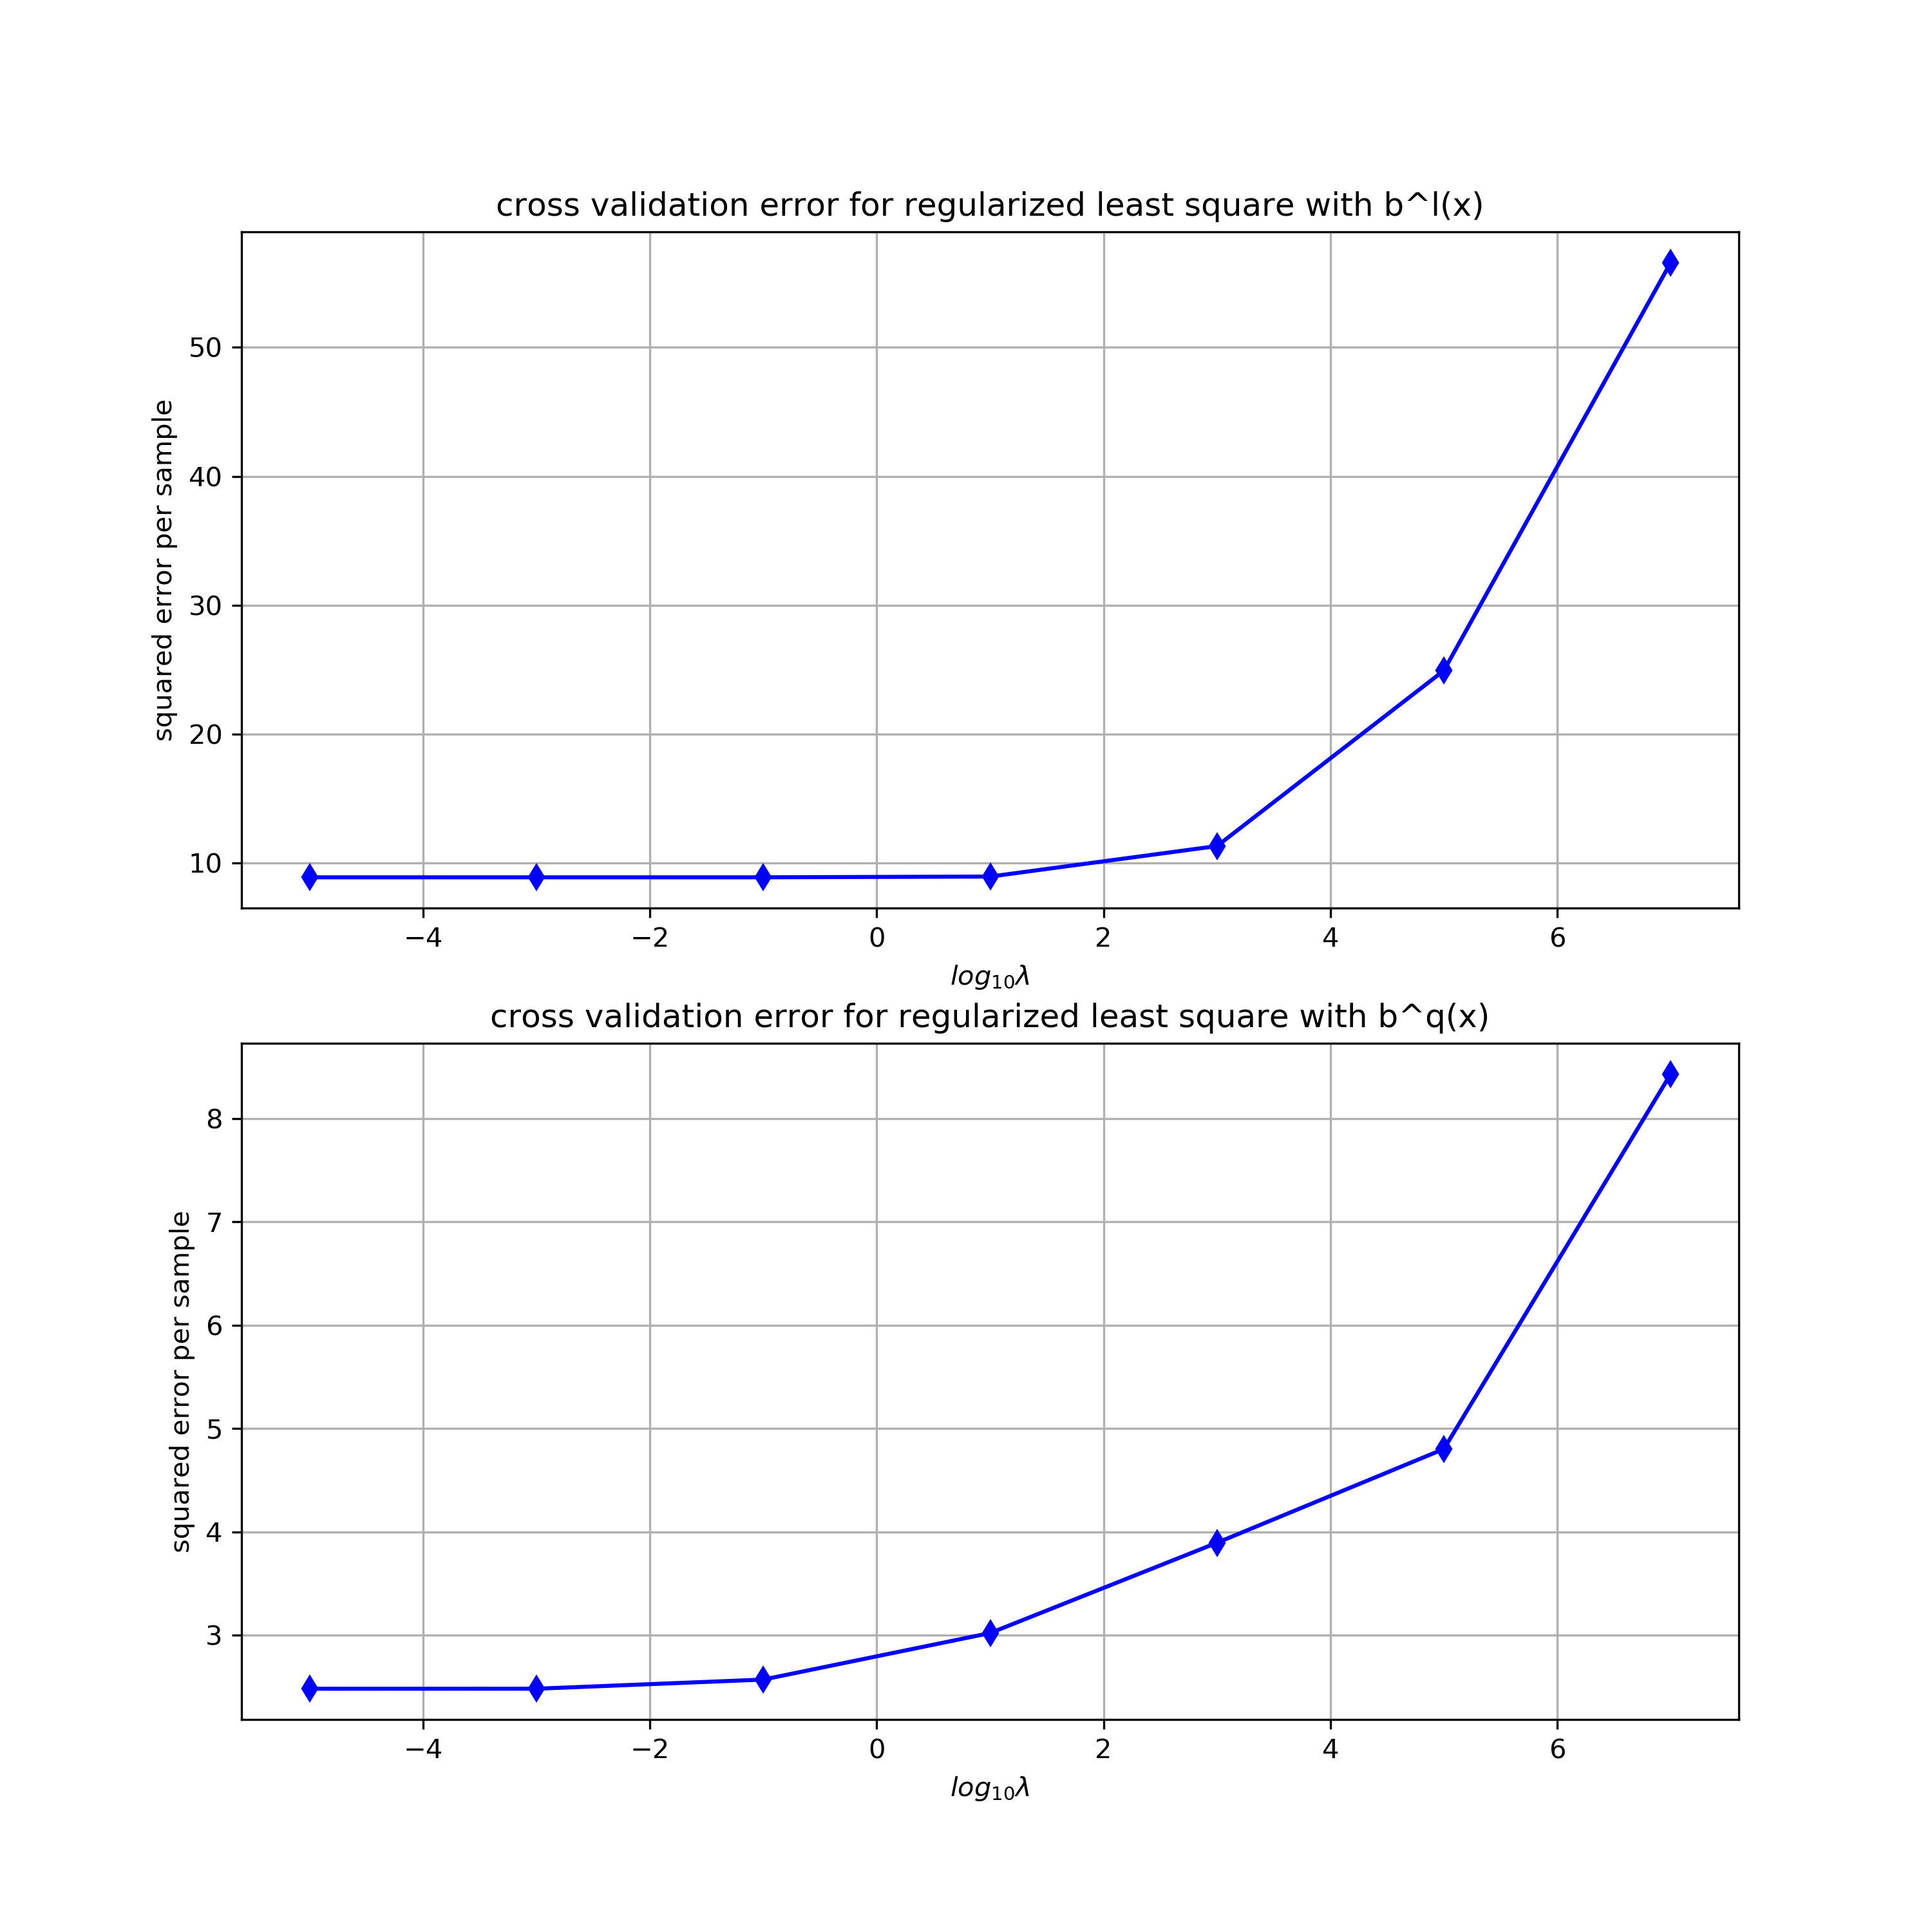 cross validation error for regularized least square with b^l(x)
squared error per sample
50
40
30
20
10
−4 −2 0 2 4 6
log₁₀λ
cross validation error for regularized least square with b^q(x)
squared error per sample
8
7
6
5
4
3
−4 −2 0 2 4 6
log₁₀λ